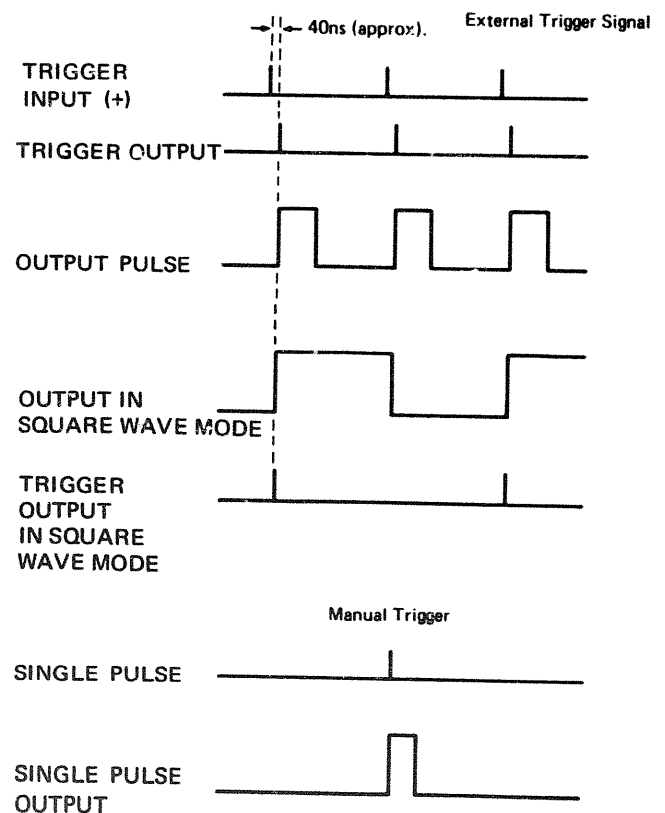 40ns (approx).
External Trigger Signal
TRIGGER
INPUT (+)
TRIGGER OUTPUT
OUTPUT PULSE
OUTPUT IN
SQUARE WAVE MODE
TRIGGER
OUTPUT
IN SQUARE
WAVE MODE
Manual Trigger
SINGLE PULSE
SINGLE PULSE
OUTPUT